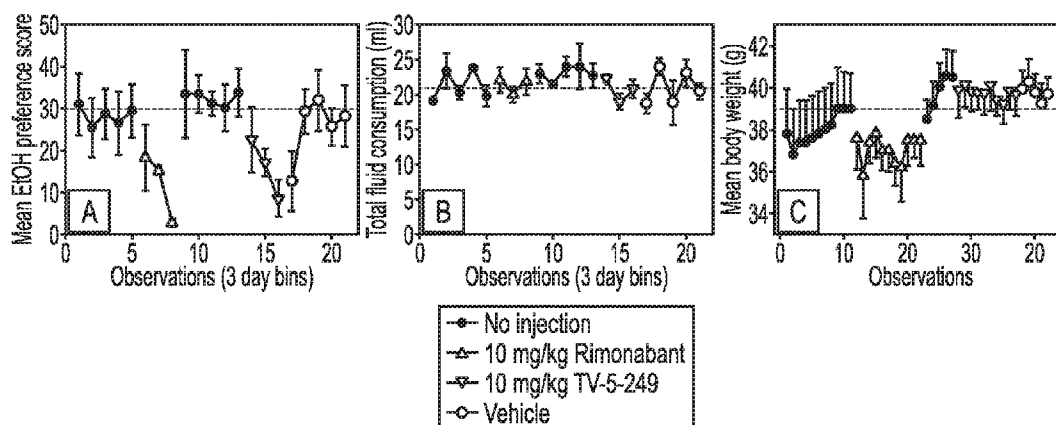 Mean EtOH preference score
50
40
30
20
10
0
A
0 5 10 15 20
Observations (3 day bins)
Total fluid consumption (ml)
30
25
20
15
10
5
0
B
0 5 10 15 20
Observations (3 day bins)
Mean body weight (g)
42
40
38
36
34
C
0 10 20 30 40
Observations
No injection
10 mg/kg Rimonabant
10 mg/kg TV-5-249
Vehicle